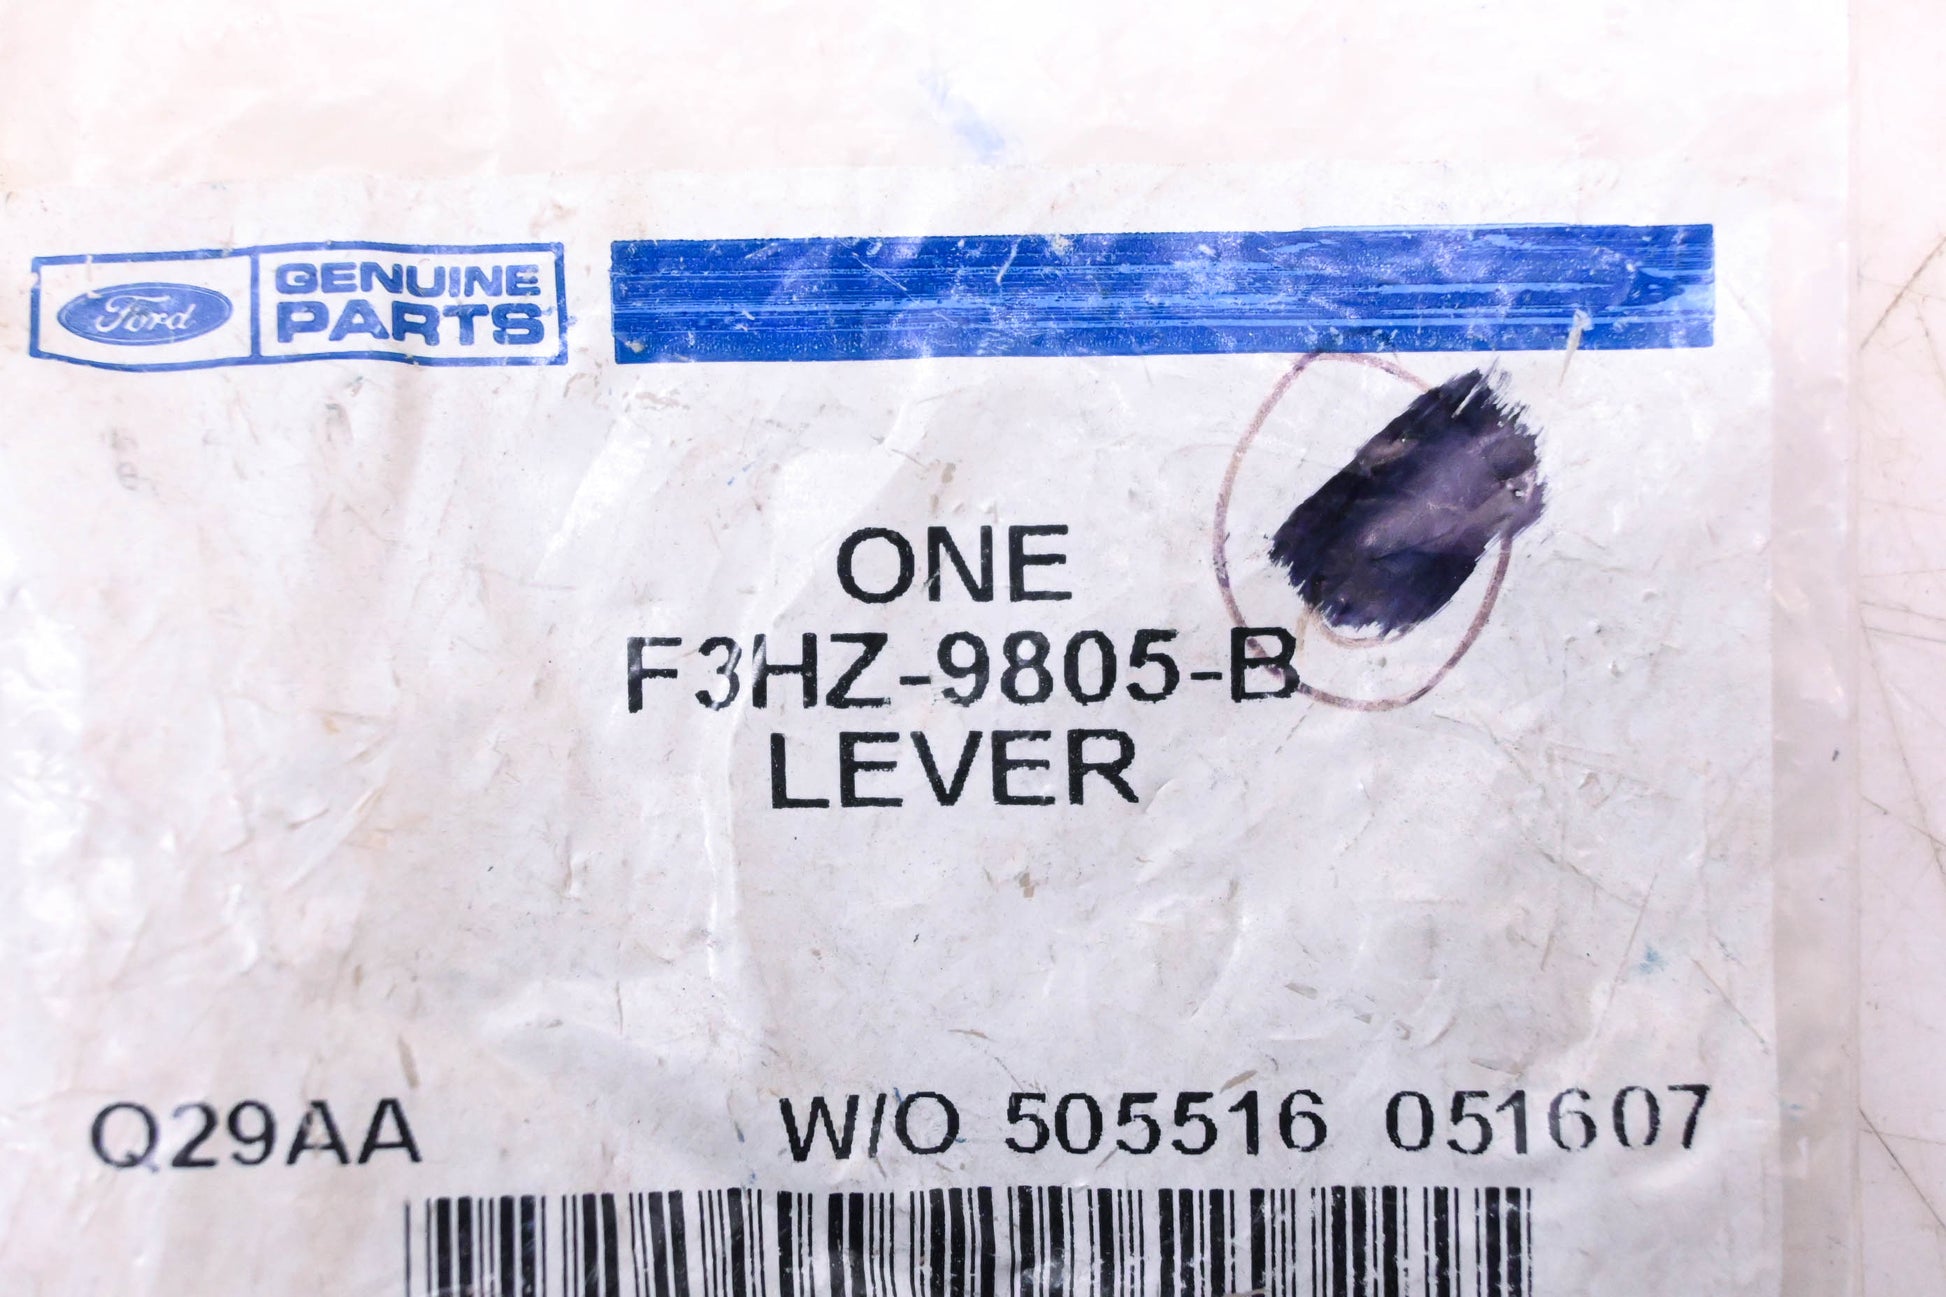 Ford GENUINE PARTS
ONE
F3HZ-9805-B
LEVER
Q29AA W/O 505516 051607